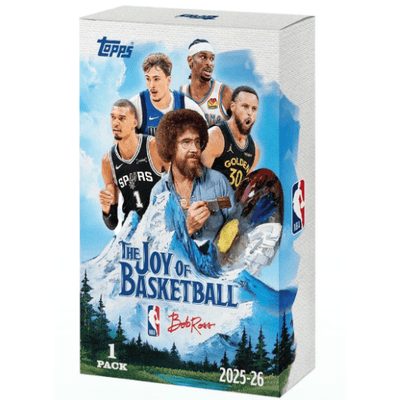 Topps
SPURS
1
GOLDEN
30
THE JOY OF
BASKETBALL
NBA
Bob Ross
1
PACK
2025-26
NBA